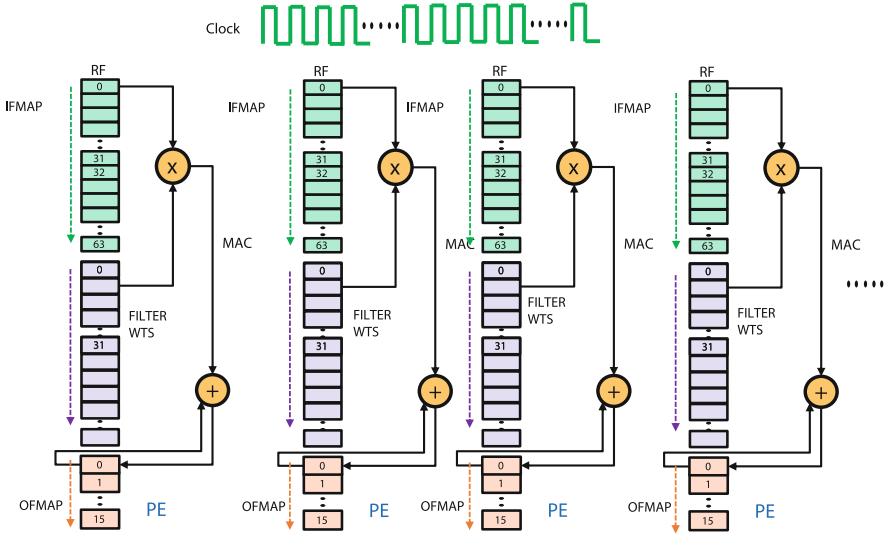 Clock
RF
IFMAP
0
31
32
63
X
MAC
0
FILTER
WTS
31
+
0
1
OFMAP
15
PE
RF
IFMAP
0
31
32
63
X
MAC
0
FILTER
WTS
31
+
0
1
OFMAP
15
PE
RF
IFMAP
0
31
32
63
X
MAC
0
FILTER
WTS
31
+
0
1
OFMAP
15
PE
RF
IFMAP
0
31
32
63
X
MAC
0
FILTER
WTS
31
+
0
1
OFMAP
15
PE